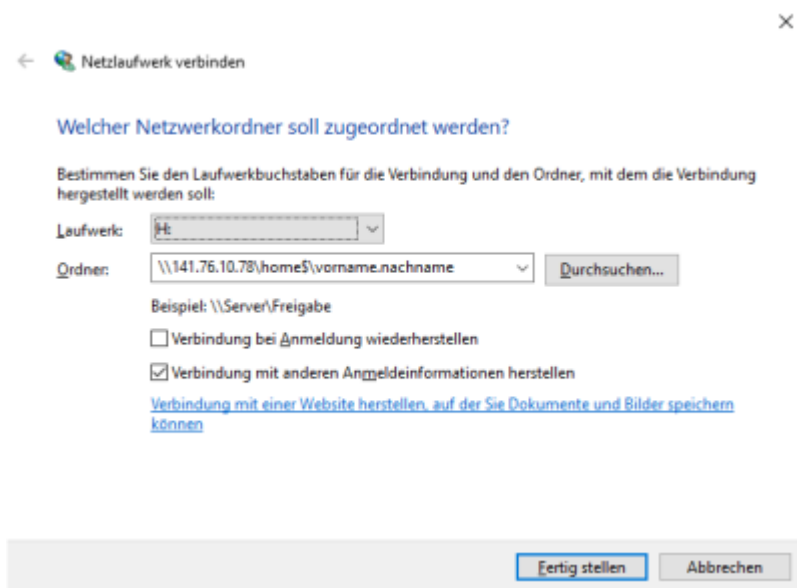 Netzlaufwerk verbinden
Welcher Netzwerkordner soll zugeordnet werden?
Bestimmen Sie den Laufwerkbuchstaben für die Verbindung und den Ordner, mit dem die Verbindung
hergestellt werden soll:
Laufwerk: H:
Ordner: \\141.76.10.78\home$\vorname.nachname Durchsuchen...
Beispiel: \\Server\Freigabe
Verbindung bei Anmeldung wiederherstellen
Verbindung mit anderen Anmeldeinformationen herstellen
Verbindung mit einer Website herstellen, auf der Sie Dokumente und Bilder speichern
können
Fertig stellen Abbrechen